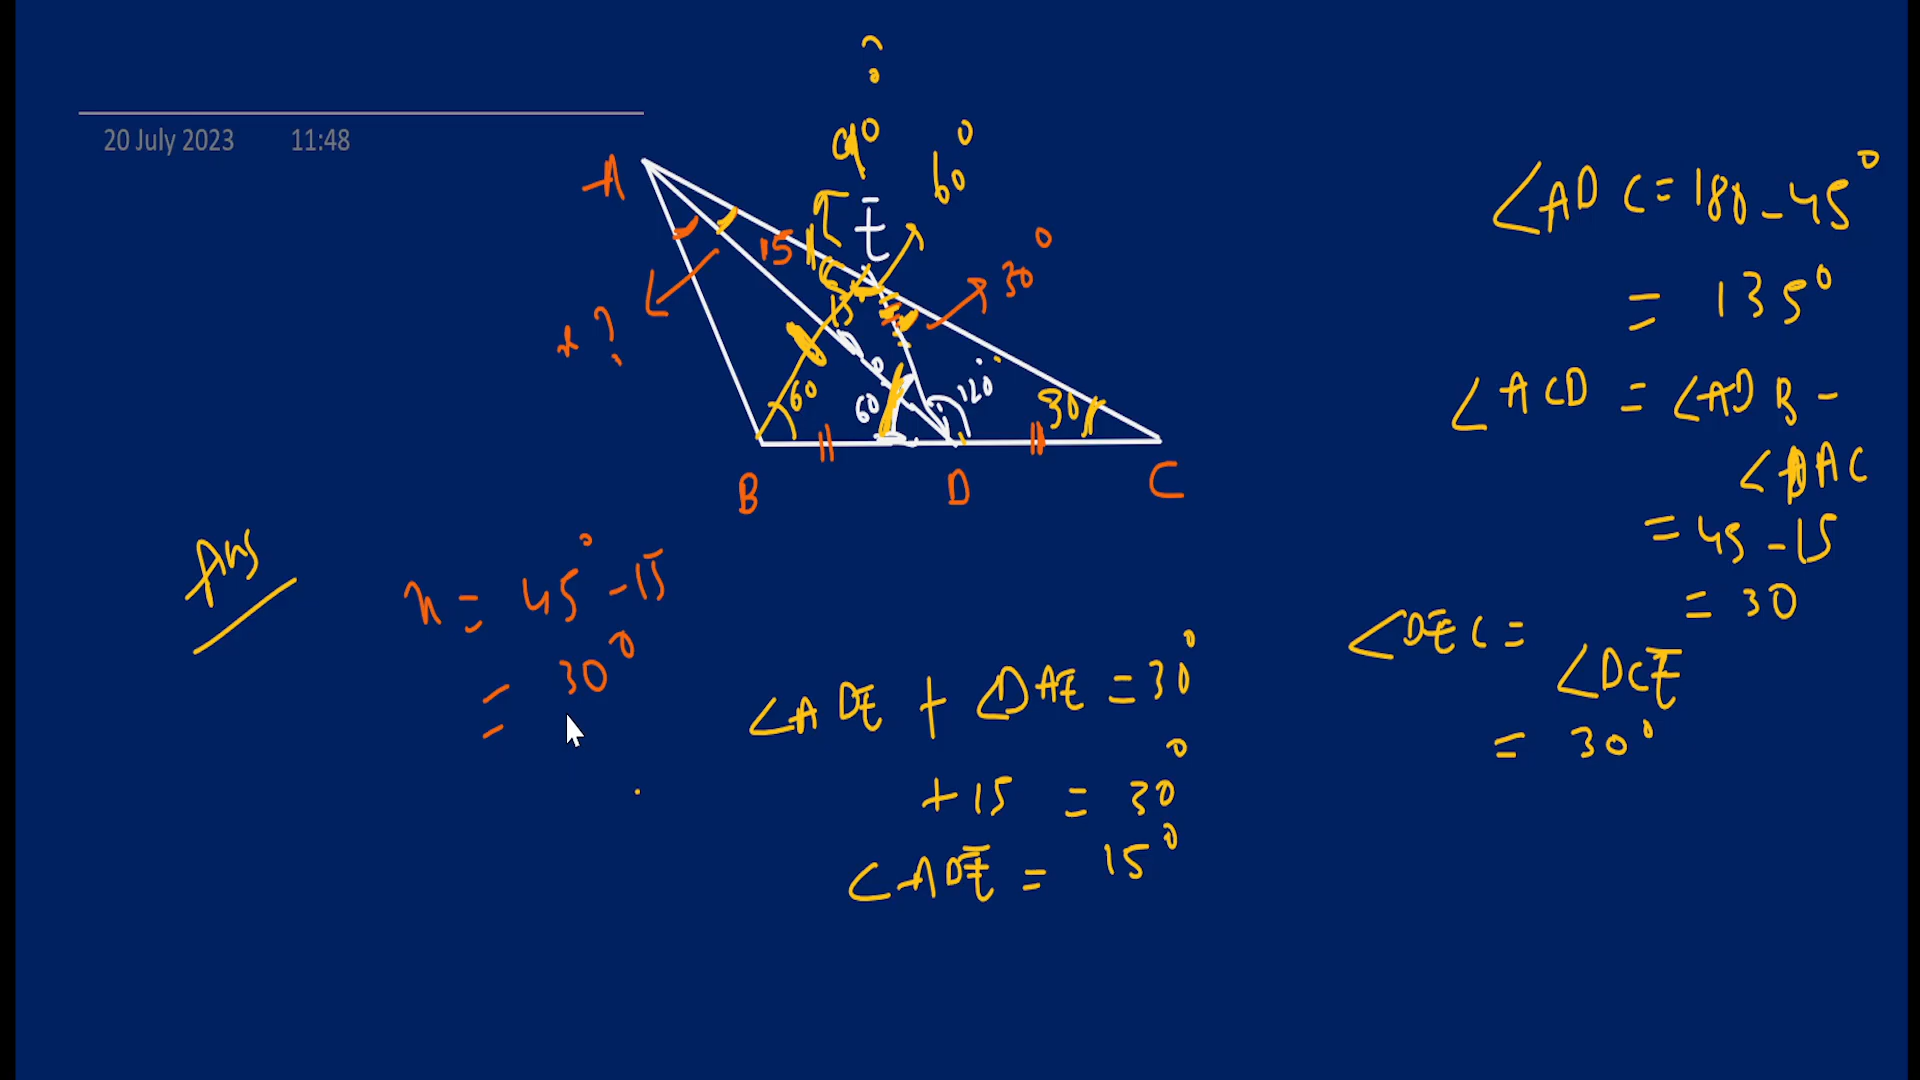 20 July 2023 11:48
90°
60°
A
15
E
30°
?
15
60
60
120°
30
B
D
C
∠ADC = 180 - 45°
= 135°
∠ACD = ∠ADB -
∠DAC
= 45 - 15
= 30
∠DEC =
∠DCE
= 30°
Ans
x = 45° - 15
= 30°
∠ADE + ∠DAE = 30°
+ 15 = 30°
∠ADE = 15°